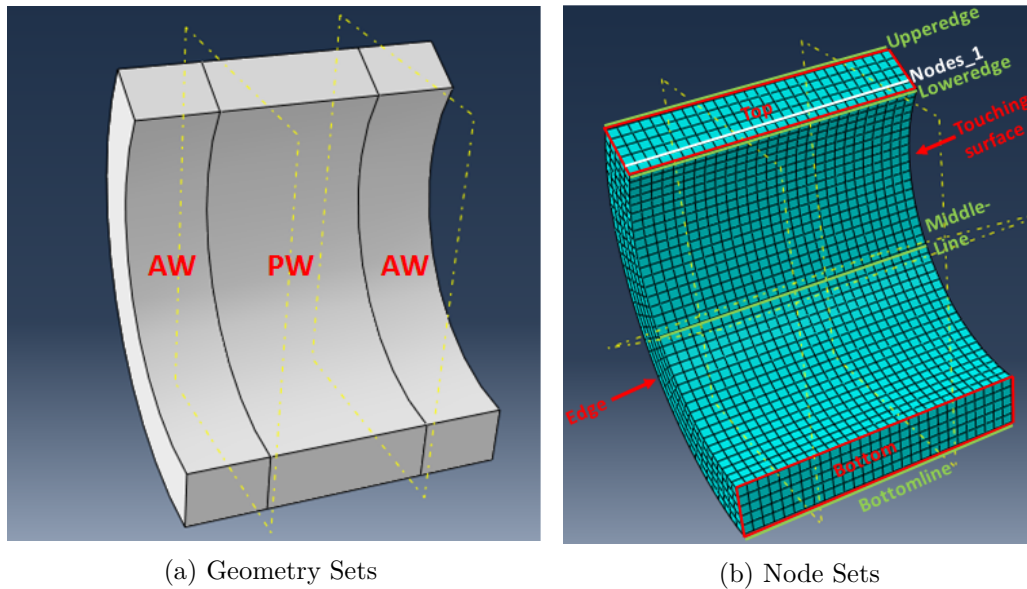 AW
PW
AW
Upperedge
Nodes_1
Loweredge
Top
Touching
surface
Middle-
Line
Edge
Bottom
Bottomline
(a) Geometry Sets
(b) Node Sets